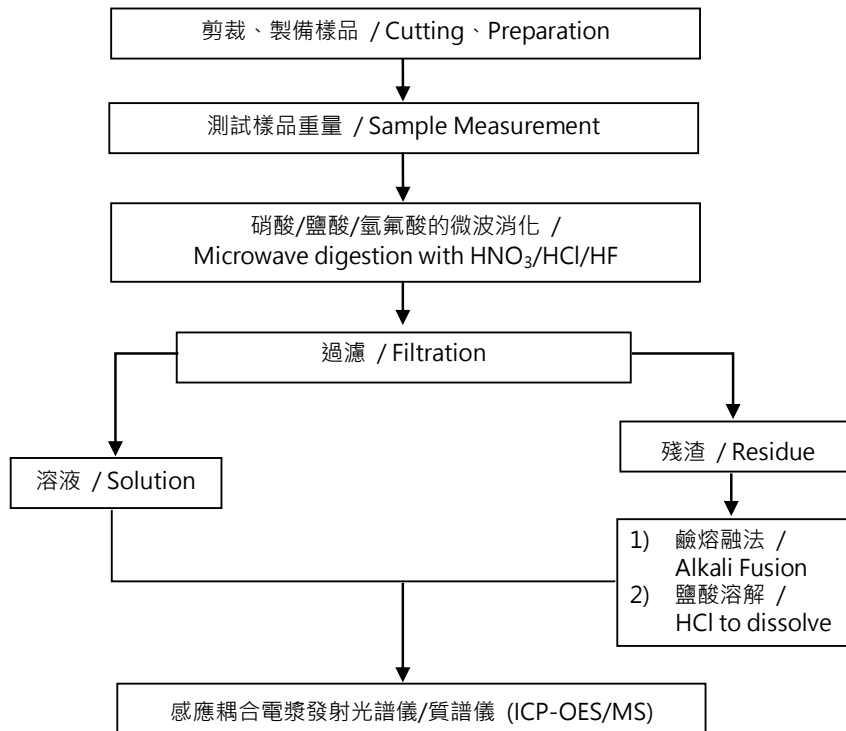 剪裁、製備樣品 / Cutting、Preparation
測試樣品重量 / Sample Measurement
硝酸/鹽酸/氫氟酸的微波消化 /
Microwave digestion with HNO₃/HCl/HF
過濾 / Filtration
溶液 / Solution
殘渣 / Residue
1) 鹼熔融法 /
Alkali Fusion
2) 鹽酸溶解 /
HCl to dissolve
感應耦合電漿發射光譜儀/質譜儀 (ICP-OES/MS)